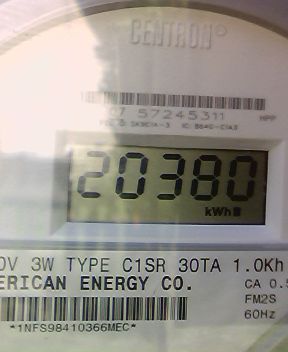 CENTRON®
57245311
20380
kWh
3W TYPE C1SR 30TA 1.0Kh
ERICAN ENERGY CO.
CA 0.5
FM2S
*1NFS98410366MEC*
60Hz